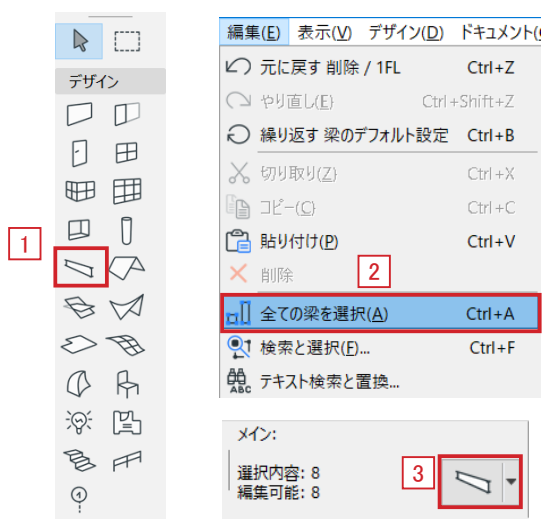 デザイン
1
編集(E) 表示(V) デザイン(D) ドキュメント(
元に戻す 削除 / 1FL Ctrl+Z
やり直し(E) Ctrl+Shift+Z
繰り返す 梁のデフォルト設定 Ctrl+B
切り取り(Z) Ctrl+X
コピー(C) Ctrl+C
貼り付け(P) Ctrl+V
削除
2
全ての梁を選択(A) Ctrl+A
検索と選択(F)... Ctrl+F
ABC テキスト検索と置換...
メイン:
選択内容: 8
編集可能: 8
3
1